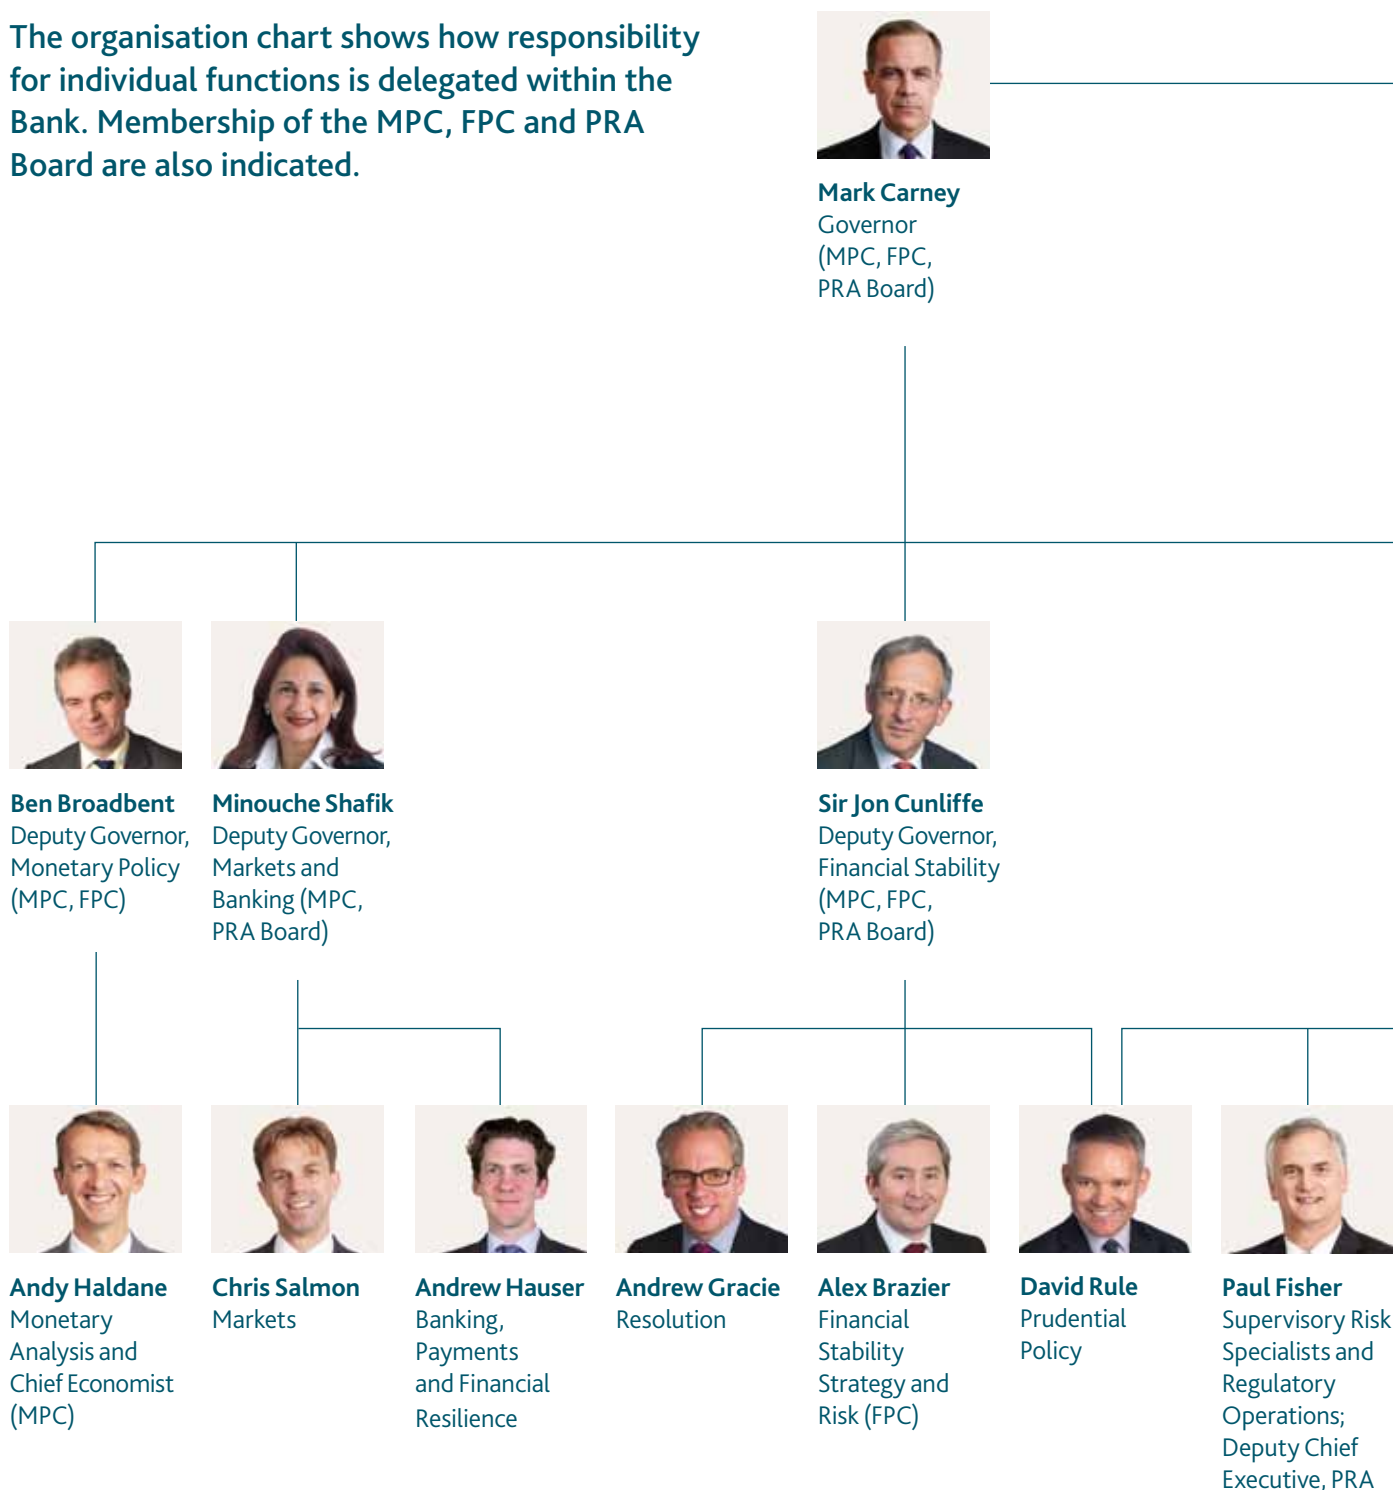 The organisation chart shows how responsibility
for individual functions is delegated within the
Bank. Membership of the MPC, FPC and PRA
Board are also indicated.
Mark Carney
Governor
(MPC, FPC,
PRA Board)
Ben Broadbent
Deputy Governor,
Monetary Policy
(MPC, FPC)
Minouche Shafik
Deputy Governor,
Markets and
Banking (MPC,
PRA Board)
Sir Jon Cunliffe
Deputy Governor,
Financial Stability
(MPC, FPC,
PRA Board)
Andy Haldane
Monetary
Analysis and
Chief Economist
(MPC)
Chris Salmon
Markets
Andrew Hauser
Banking,
Payments
and Financial
Resilience
Andrew Gracie
Resolution
Alex Brazier
Financial
Stability
Strategy and
Risk (FPC)
David Rule
Prudential
Policy
Paul Fisher
Supervisory Risk
Specialists and
Regulatory
Operations;
Deputy Chief
Executive, PRA